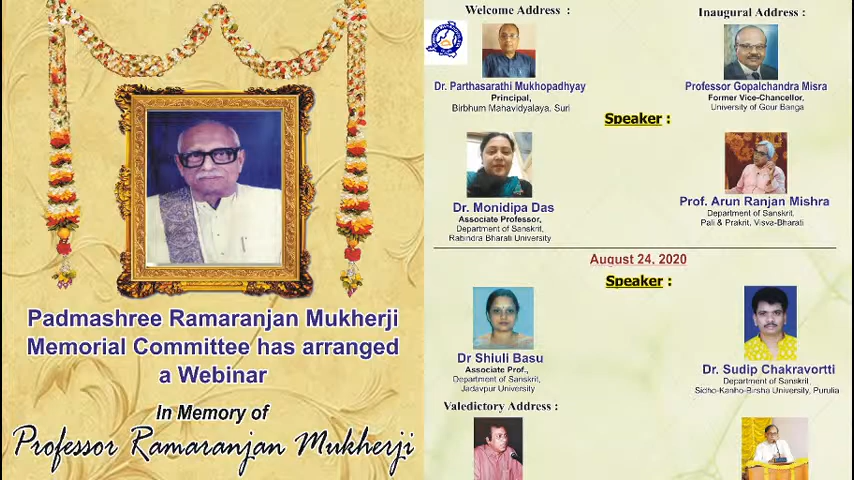 Padmashree Ramaranjan Mukherji
Memorial Committee has arranged
a Webinar
In Memory of
Professor Ramaranjan Mukherji
Welcome Address :
Dr. Parthasarathi Mukhopadhyay
Principal,
Birbhum Mahavidyalaya, Suri
Inaugural Address :
Professor Gopalchandra Misra
Former Vice-Chancellor,
University of Gour Banga
Speaker :
Dr. Monidipa Das
Associate Professor,
Department of Sanskrit,
Rabindra Bharati University
Prof. Arun Ranjan Mishra
Department of Sanskrit,
Pali & Prakrit, Visva-Bharati
August 24, 2020
Speaker :
Dr Shiuli Basu
Associate Prof.,
Department of Sanskrit,
Jadavpur University
Dr. Sudip Chakravortti
Department of Sanskrit,
Sidho-Kanho-Birsha University, Purulia
Valedictory Address :